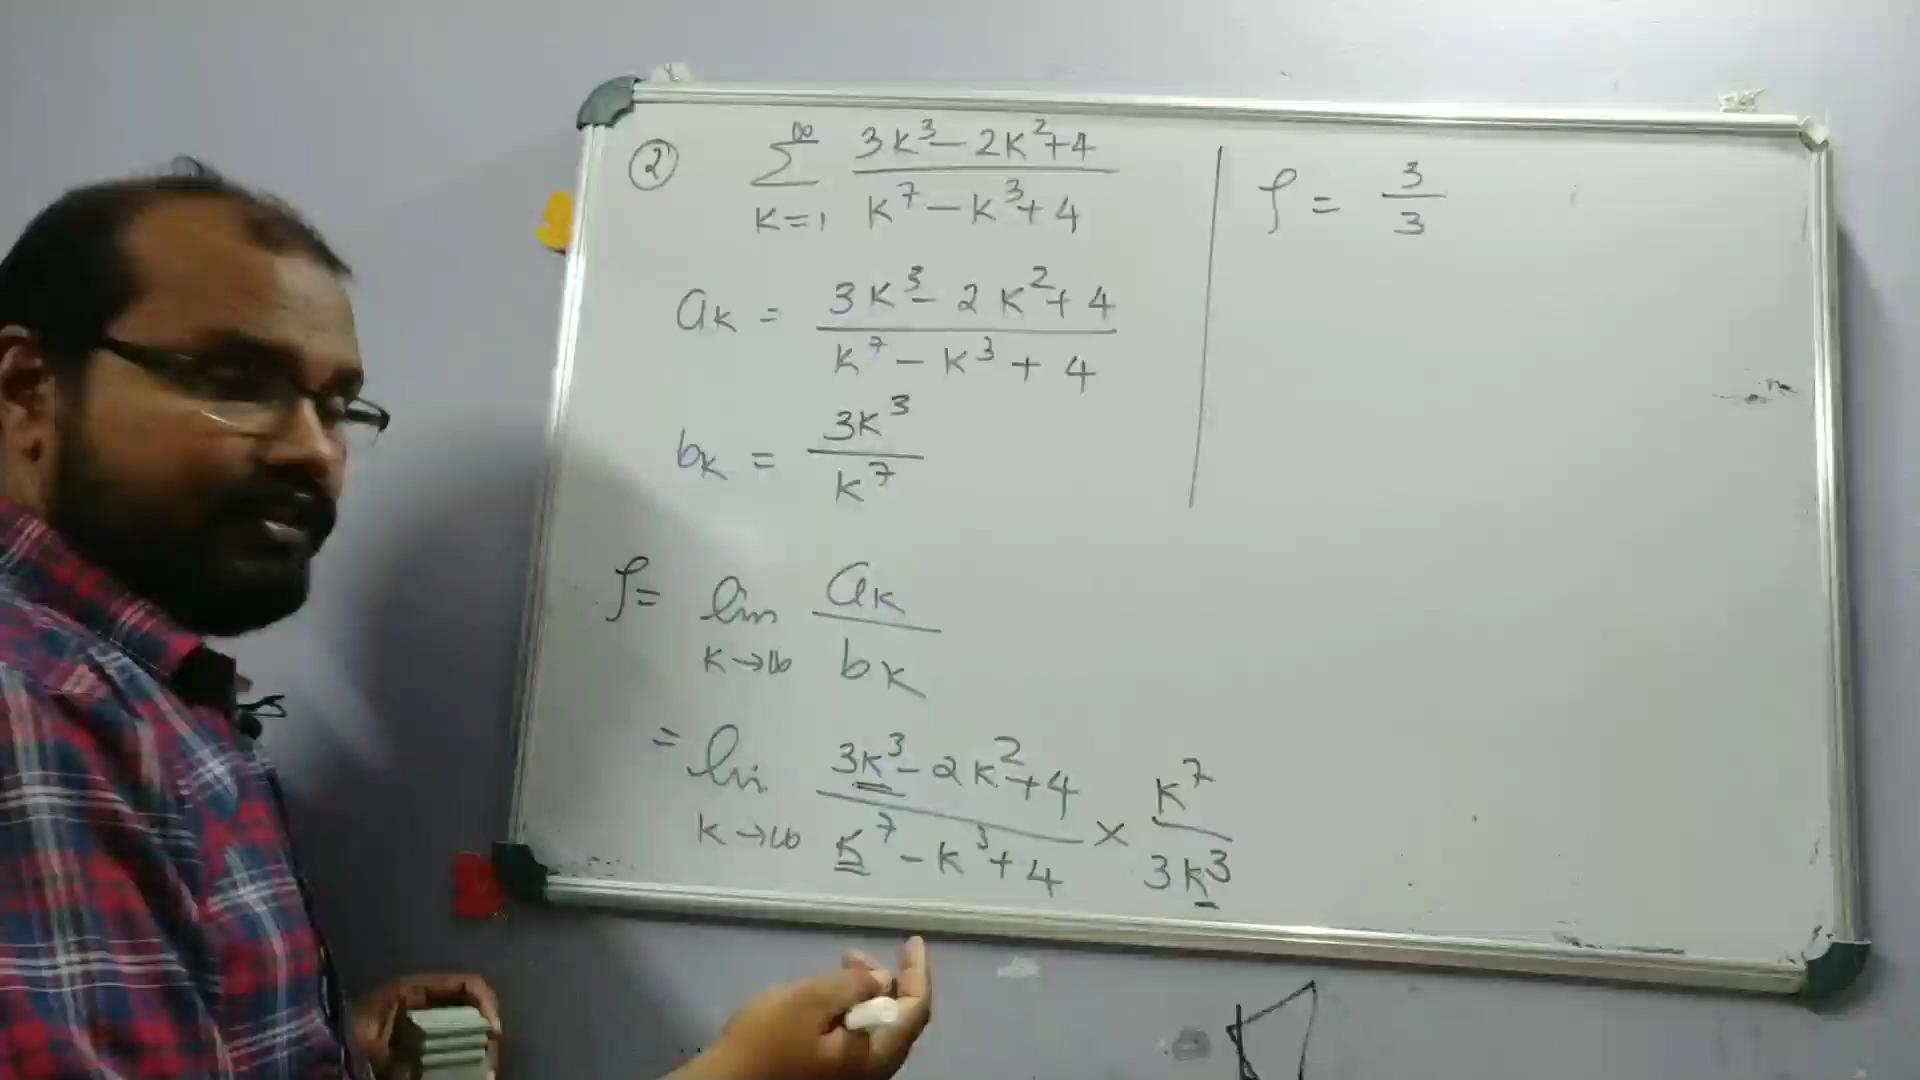 ② ∑_{K=1}^{∞} (3K³ − 2K² + 4)/(K⁷ − K³ + 4)
a_K = (3K³ − 2K² + 4)/(K⁷ − K³ + 4)
b_K = 3K³/K⁷
ρ = lim_{K→∞} a_K/b_K
= lim_{K→∞} (3K³ − 2K² + 4)/(K⁷ − K³ + 4) × K⁷/3K³
ρ = 3/3